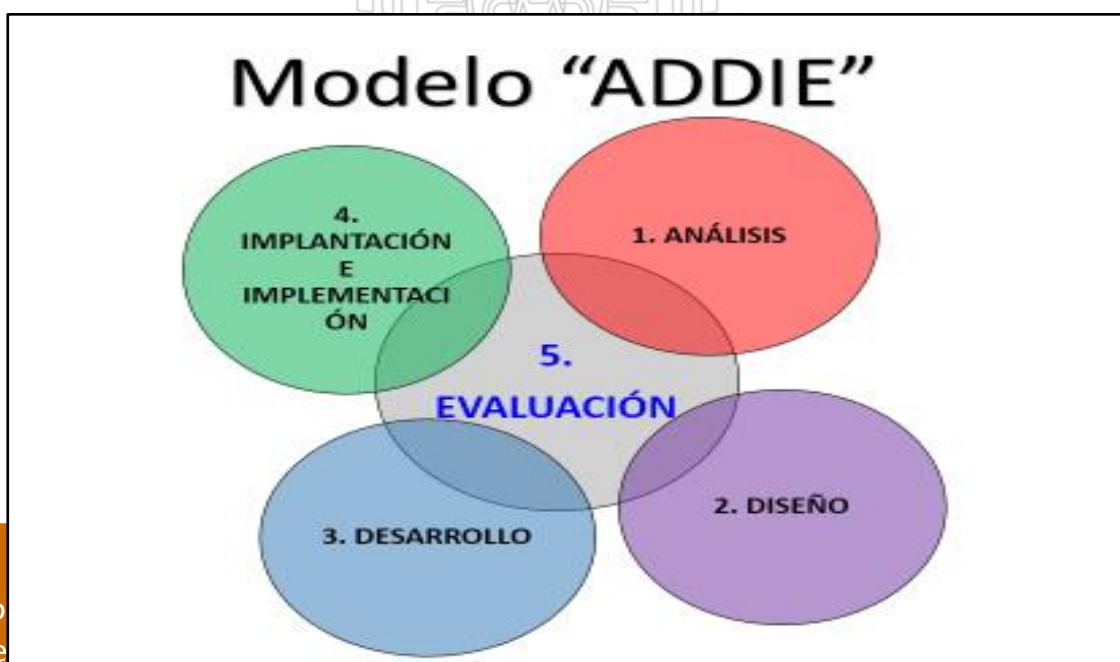 Modelo “ADDIE”
4.
IMPLANTACIÓN
E
IMPLEMENTACI
ÓN
1. ANÁLISIS
5.
EVALUACIÓN
2. DISEÑO
3. DESARROLLO